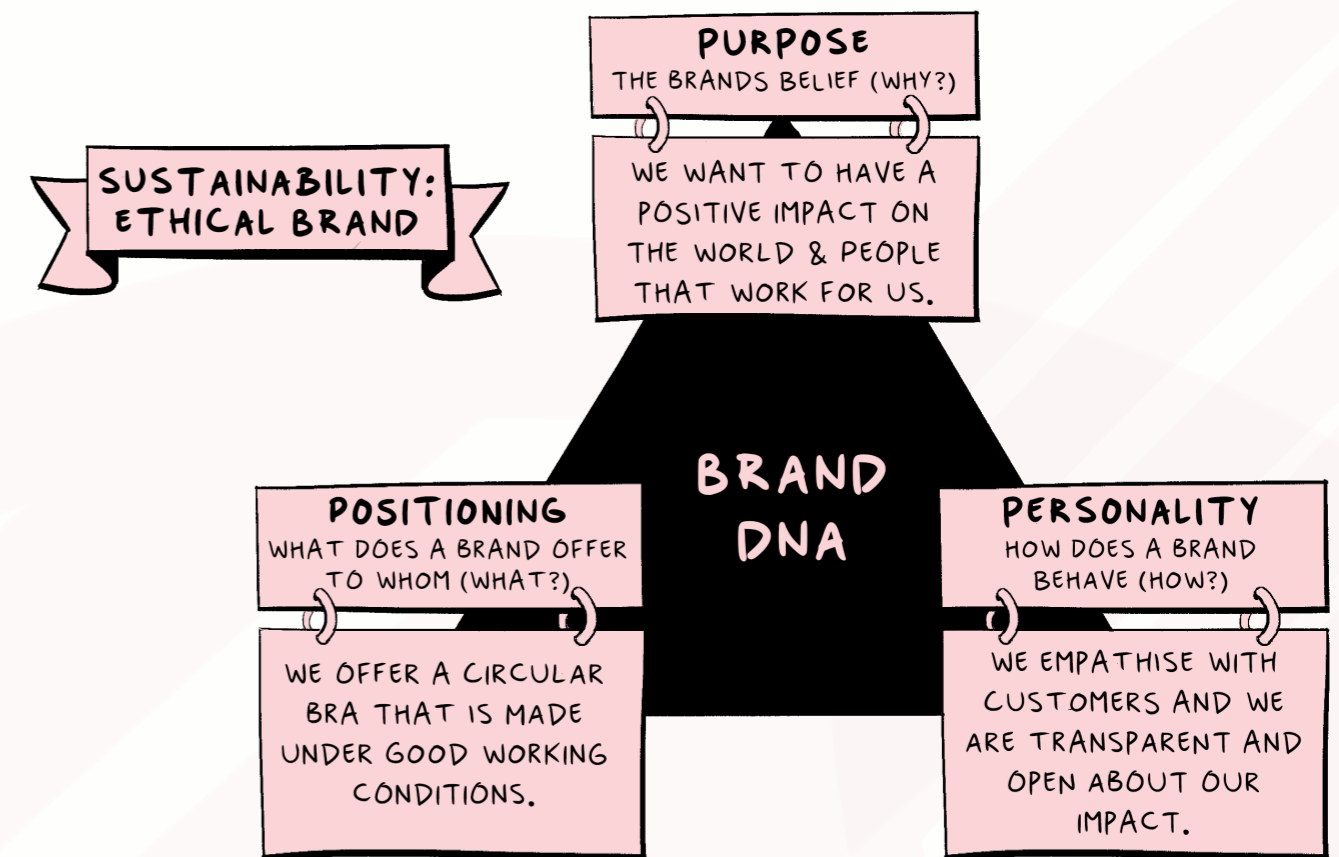 PURPOSE
THE BRANDS BELIEF (WHY?)
WE WANT TO HAVE A
POSITIVE IMPACT ON
THE WORLD & PEOPLE
THAT WORK FOR US.
SUSTAINABILITY:
ETHICAL BRAND
BRAND
DNA
POSITIONING
WHAT DOES A BRAND OFFER
TO WHOM (WHAT?)
WE OFFER A CIRCULAR
BRA THAT IS MADE
UNDER GOOD WORKING
CONDITIONS.
PERSONALITY
HOW DOES A BRAND
BEHAVE (HOW?)
WE EMPATHISE WITH
CUSTOMERS AND WE
ARE TRANSPARENT AND
OPEN ABOUT OUR
IMPACT.